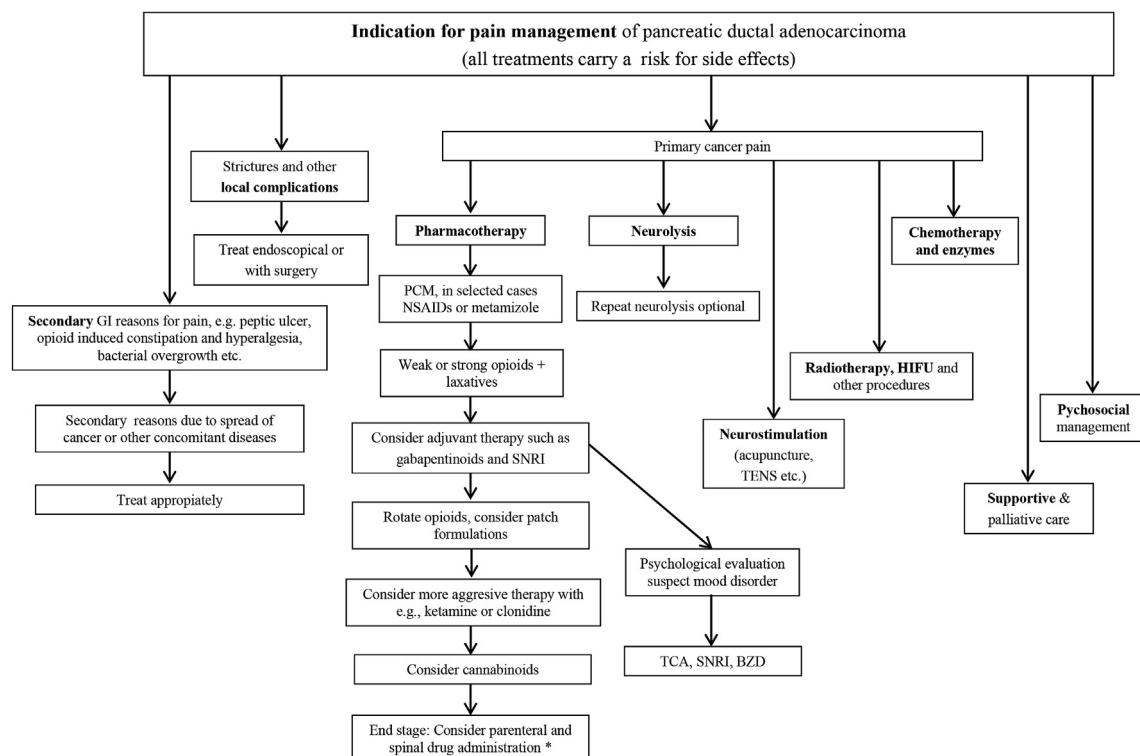 Indication for pain management of pancreatic ductal adenocarcinoma
(all treatments carry a risk for side effects)
Primary cancer pain
Strictures and other
local complications
Treat endoscopical or
with surgery
Secondary GI reasons for pain, e.g. peptic ulcer,
opioid induced constipation and hyperalgesia,
bacterial overgrowth etc.
Secondary reasons due to spread of
cancer or other concomitant diseases
Treat appropiately
Pharmacotherapy
PCM, in selected cases
NSAIDs or metamizole
Weak or strong opioids +
laxatives
Consider adjuvant therapy such as
gabapentinoids and SNRI
Rotate opioids, consider patch
formulations
Consider more aggresive therapy with
e.g., ketamine or clonidine
Consider cannabinoids
End stage: Consider parenteral and
spinal drug administration *
Psychological evaluation
suspect mood disorder
TCA, SNRI, BZD
Neurolysis
Repeat neurolysis optional
Neurostimulation
(acupuncture,
TENS etc.)
Radiotherapy, HIFU and
other procedures
Chemotherapy
and enzymes
Supportive &
palliative care
Pychosocial
management